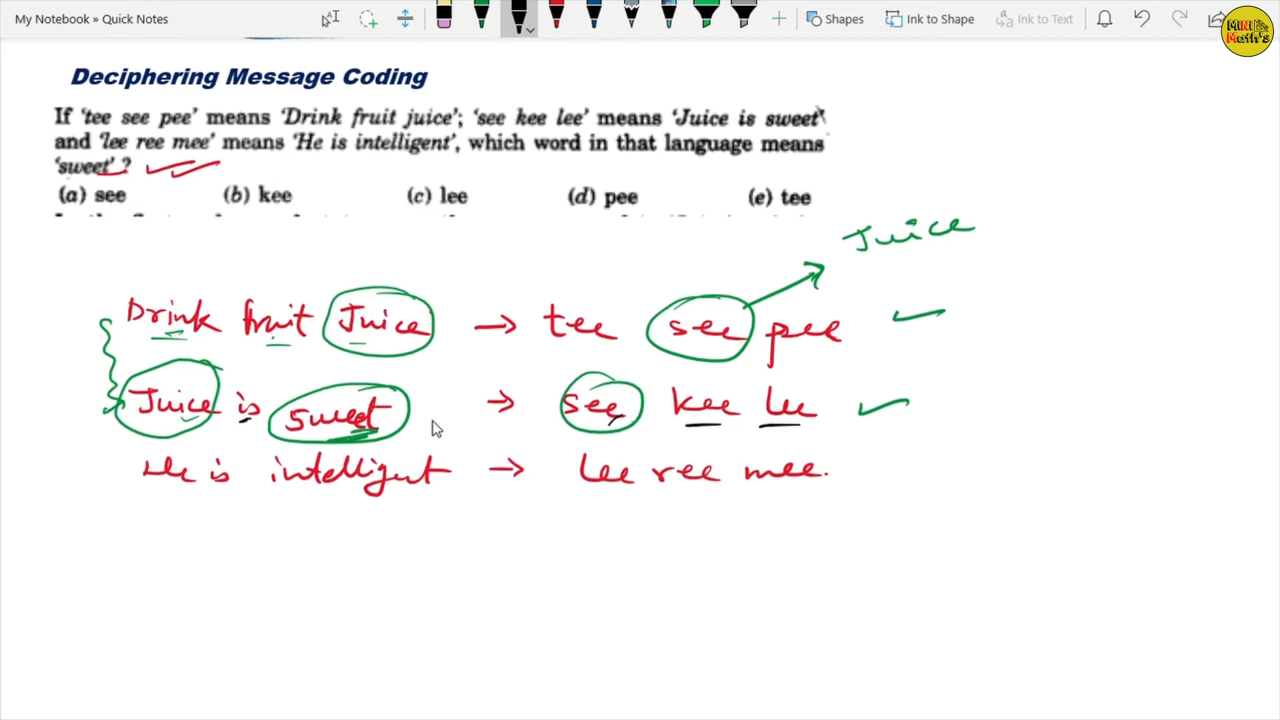 My Notebook » Quick Notes
Shapes
Ink to Shape
Ink to Text
MiNi Math's
Deciphering Message Coding
If 'tee see pee' means 'Drink fruit juice'; 'see kee lee' means 'Juice is sweet'
and 'lee ree mee' means 'He is intelligent', which word in that language means
'sweet' ?
(a) see (b) kee (c) lee (d) pee (e) tee
Juice
Drink fruit Juice → tee see pee
Juice is sweet → see kee lee
He is intelligent → lee ree mee.